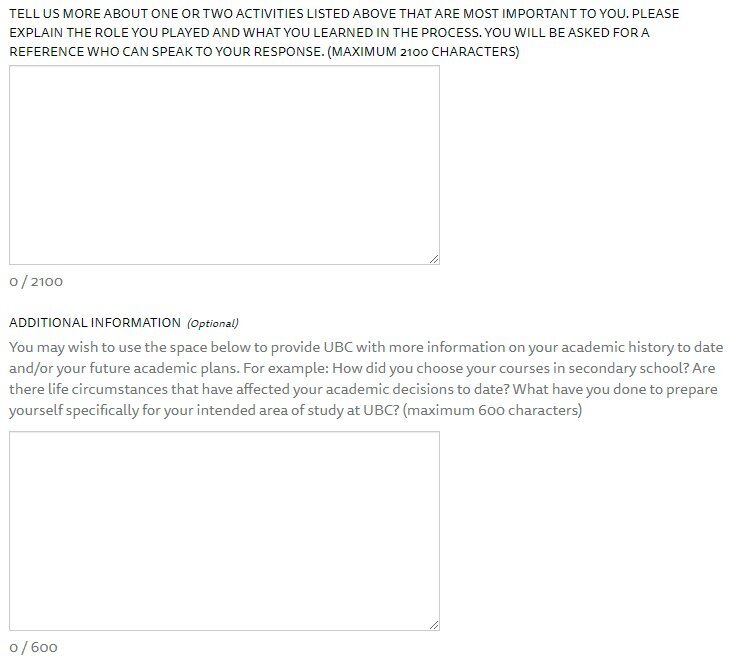 TELL US MORE ABOUT ONE OR TWO ACTIVITIES LISTED ABOVE THAT ARE MOST IMPORTANT TO YOU. PLEASE
EXPLAIN THE ROLE YOU PLAYED AND WHAT YOU LEARNED IN THE PROCESS. YOU WILL BE ASKED FOR A
REFERENCE WHO CAN SPEAK TO YOUR RESPONSE. (MAXIMUM 2100 CHARACTERS)
0 / 2100
ADDITIONAL INFORMATION (Optional)
You may wish to use the space below to provide UBC with more information on your academic history to date
and/or your future academic plans. For example: How did you choose your courses in secondary school? Are
there life circumstances that have affected your academic decisions to date? What have you done to prepare
yourself specifically for your intended area of study at UBC? (maximum 600 characters)
0 / 600